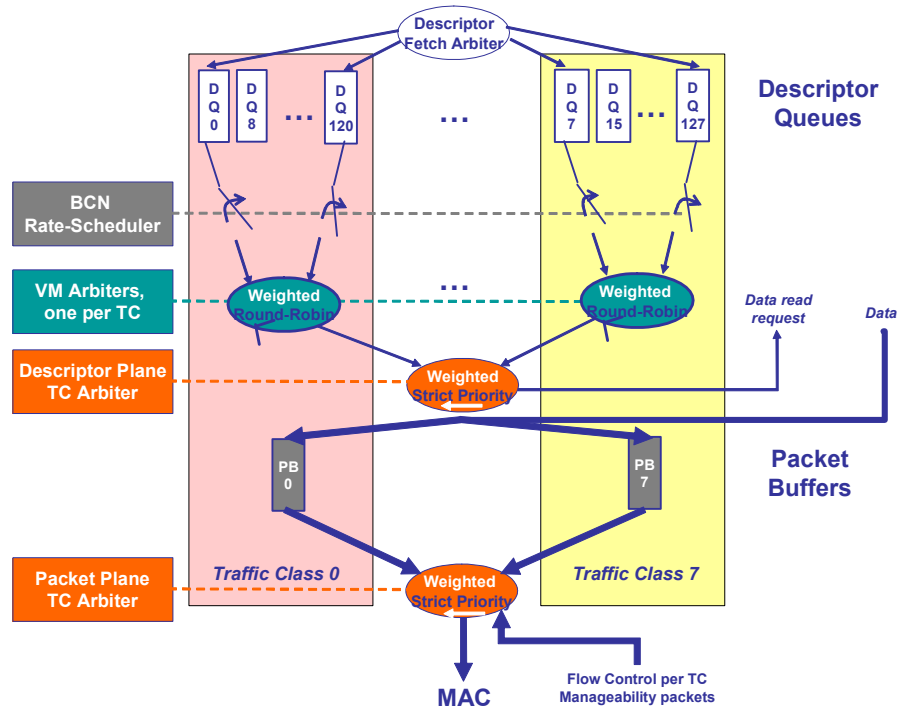 Descriptor
Fetch Arbiter
D
Q
0
D
Q
8
...
D
Q
120
...
D
Q
7
D
Q
15
...
D
Q
127
Descriptor
Queues
BCN
Rate-Scheduler
VM Arbiters,
one per TC
Weighted
Round-Robin
...
Weighted
Round-Robin
Data read
request
Data
Descriptor Plane
TC Arbiter
Weighted
Strict Priority
PB
0
PB
7
Packet
Buffers
Packet Plane
TC Arbiter
Traffic Class 0
Weighted
Strict Priority
Traffic Class 7
MAC
Flow Control per TC
Manageability packets